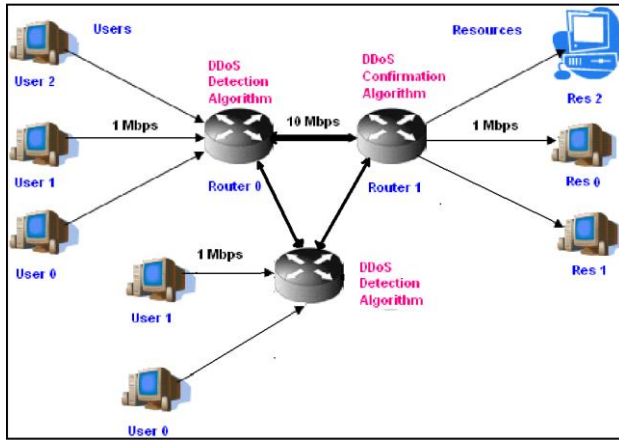 Users
Resources
User 2
DDoS
Detection
Algorithm
DDoS
Confirmation
Algorithm
Res 2
1 Mbps
10 Mbps
1 Mbps
User 1
Router 0
Router 1
Res 0
User 0
1 Mbps
User 1
DDoS
Detection
Algorithm
Res 1
User 0